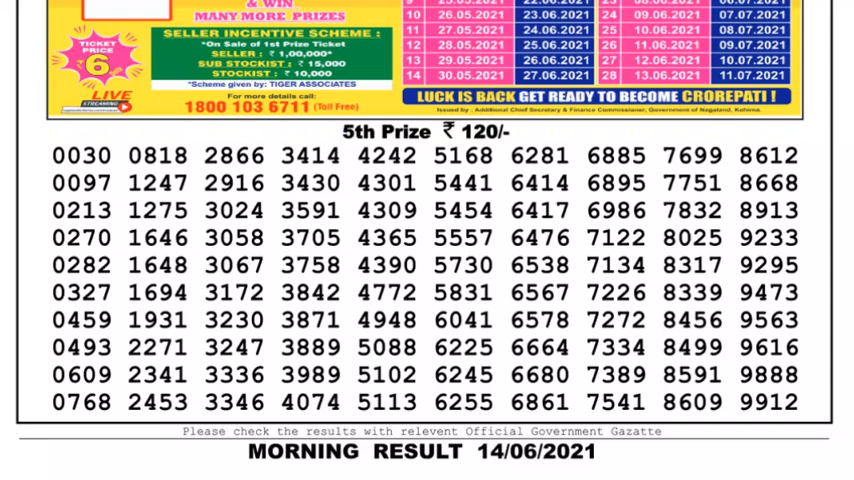 & WIN
MANY MORE PRIZES
TICKET
PRICE
6
LIVE
STREAMING
SELLER INCENTIVE SCHEME :
*On Sale of 1st Prize Ticket
SELLER : ₹ 1,00,000*
SUB STOCKIST : ₹ 15,000
STOCKIST : ₹ 10,000
*Scheme given by: TIGER ASSOCIATES
For more details call:
1800 103 6711 (Toll Free)
10 26.05.2021 23.06.2021 24 09.06.2021 07.07.2021
11 27.05.2021 24.06.2021 25 10.06.2021 08.07.2021
12 28.05.2021 25.06.2021 26 11.06.2021 09.07.2021
13 29.05.2021 26.06.2021 27 12.06.2021 10.07.2021
14 30.05.2021 27.06.2021 28 13.06.2021 11.07.2021
LUCK IS BACK GET READY TO BECOME CROREPATI !
Issued by : Additional Chief Secretary & Finance Commissioner, Government of Nagaland, Kohima.
5th Prize ₹ 120/-
0030 0818 2866 3414 4242 5168 6281 6885 7699 8612
0097 1247 2916 3430 4301 5441 6414 6895 7751 8668
0213 1275 3024 3591 4309 5454 6417 6986 7832 8913
0270 1646 3058 3705 4365 5557 6476 7122 8025 9233
0282 1648 3067 3758 4390 5730 6538 7134 8317 9295
0327 1694 3172 3842 4772 5831 6567 7226 8339 9473
0459 1931 3230 3871 4948 6041 6578 7272 8456 9563
0493 2271 3247 3889 5088 6225 6664 7334 8499 9616
0609 2341 3336 3989 5102 6245 6680 7389 8591 9888
0768 2453 3346 4074 5113 6255 6861 7541 8609 9912
Please check the results with relevent Official Government Gazatte
MORNING RESULT 14/06/2021